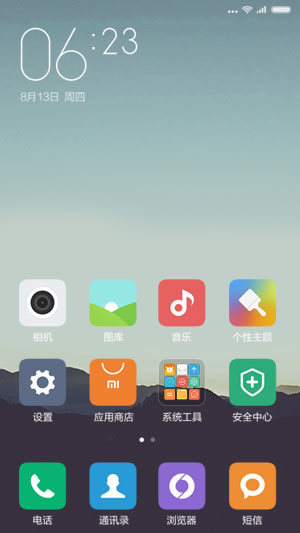 06:23
8月13日 周四
相机 图库 音乐 个性主题
mi
设置 应用商店 系统工具 安全中心
电话 通讯录 浏览器 短信